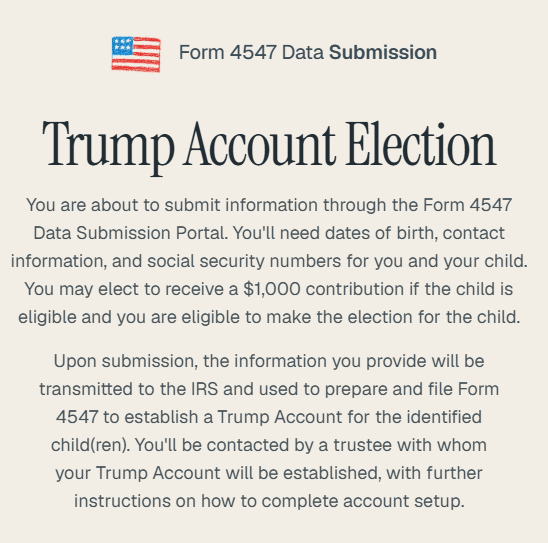 Form 4547 Data Submission
Trump Account Election
You are about to submit information through the Form 4547
Data Submission Portal. You'll need dates of birth, contact
information, and social security numbers for you and your child.
You may elect to receive a $1,000 contribution if the child is
eligible and you are eligible to make the election for the child.
Upon submission, the information you provide will be
transmitted to the IRS and used to prepare and file Form
4547 to establish a Trump Account for the identified
child(ren). You'll be contacted by a trustee with whom
your Trump Account will be established, with further
instructions on how to complete account setup.